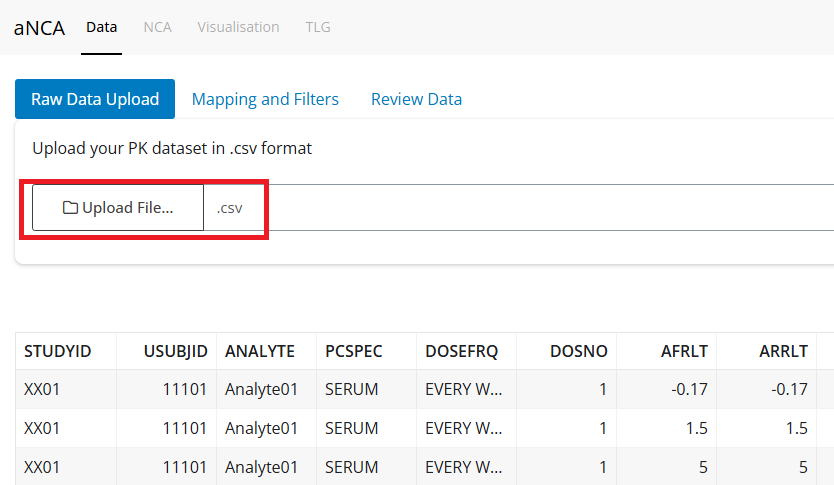 aNCA Data NCA Visualisation TLG
Raw Data Upload Mapping and Filters Review Data
Upload your PK dataset in .csv format
Upload File... .csv
STUDYID USUBJID ANALYTE PCSPEC DOSEFRQ DOSNO AFRLT ARRLT
XX01 11101 Analyte01 SERUM EVERY W... 1 -0.17 -0.17
XX01 11101 Analyte01 SERUM EVERY W... 1 1.5 1.5
XX01 11101 Analyte01 SERUM EVERY W... 1 5 5